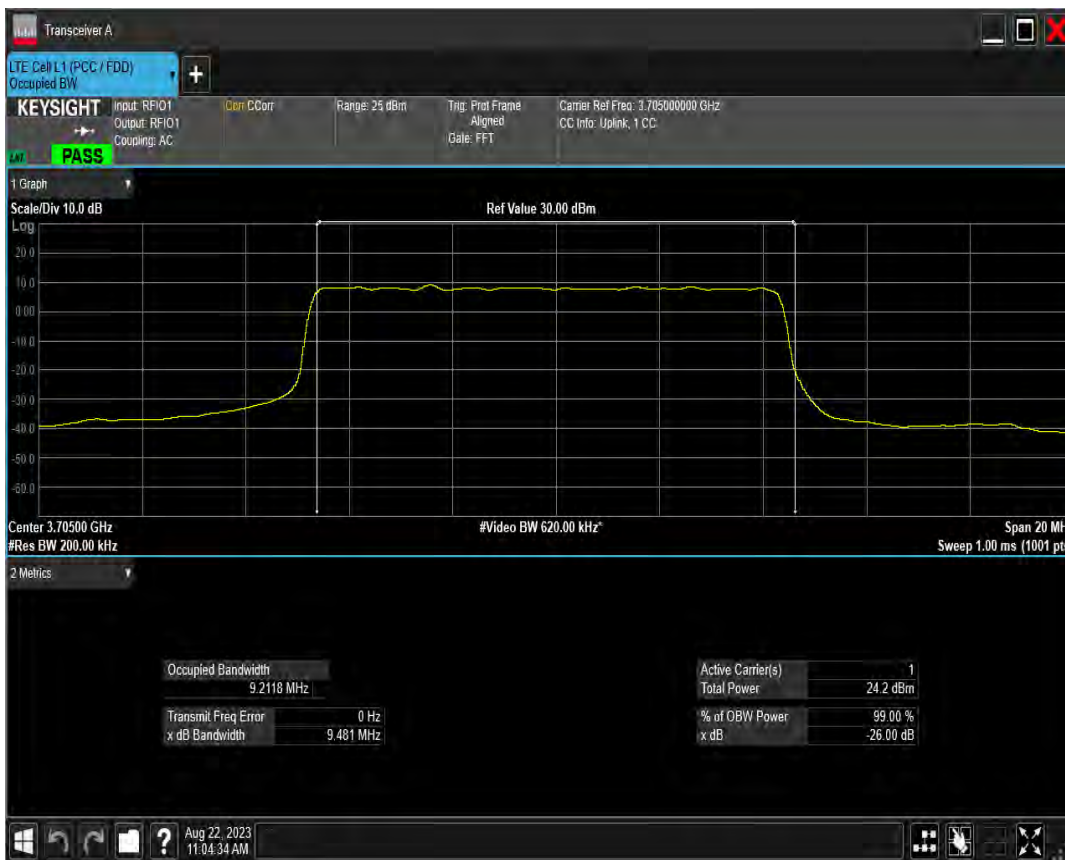 Transceiver A
LTE Cell L1 (PCC / FDD)
Occupied BW
+
KEYSIGHT
Input: RFIO1
Output: RFIO1
Coupling: AC
Corr CCorr
Range: 25 dBm
Trig: Prot Frame
Aligned
Gate: FFT
Carrier Ref Freq: 3.705000000 GHz
CC Info: Uplink, 1 CC
PASS
1 Graph
Scale/Div 10.0 dB
Ref Value 30.00 dBm
Log
20.0
10.0
0.00
-10.0
-20.0
-30.0
-40.0
-50.0
-60.0
Center 3.70500 GHz
#Video BW 620.00 kHz*
Span 20 MH
#Res BW 200.00 kHz
Sweep 1.00 ms (1001 pt
2 Metrics
Occupied Bandwidth
9.2118 MHz
Transmit Freq Error 0 Hz
x dB Bandwidth 9.481 MHz
Active Carrier(s) 1
Total Power 24.2 dBm
% of OBW Power 99.00 %
x dB -26.00 dB
?
Aug 22, 2023
11:04:34 AM